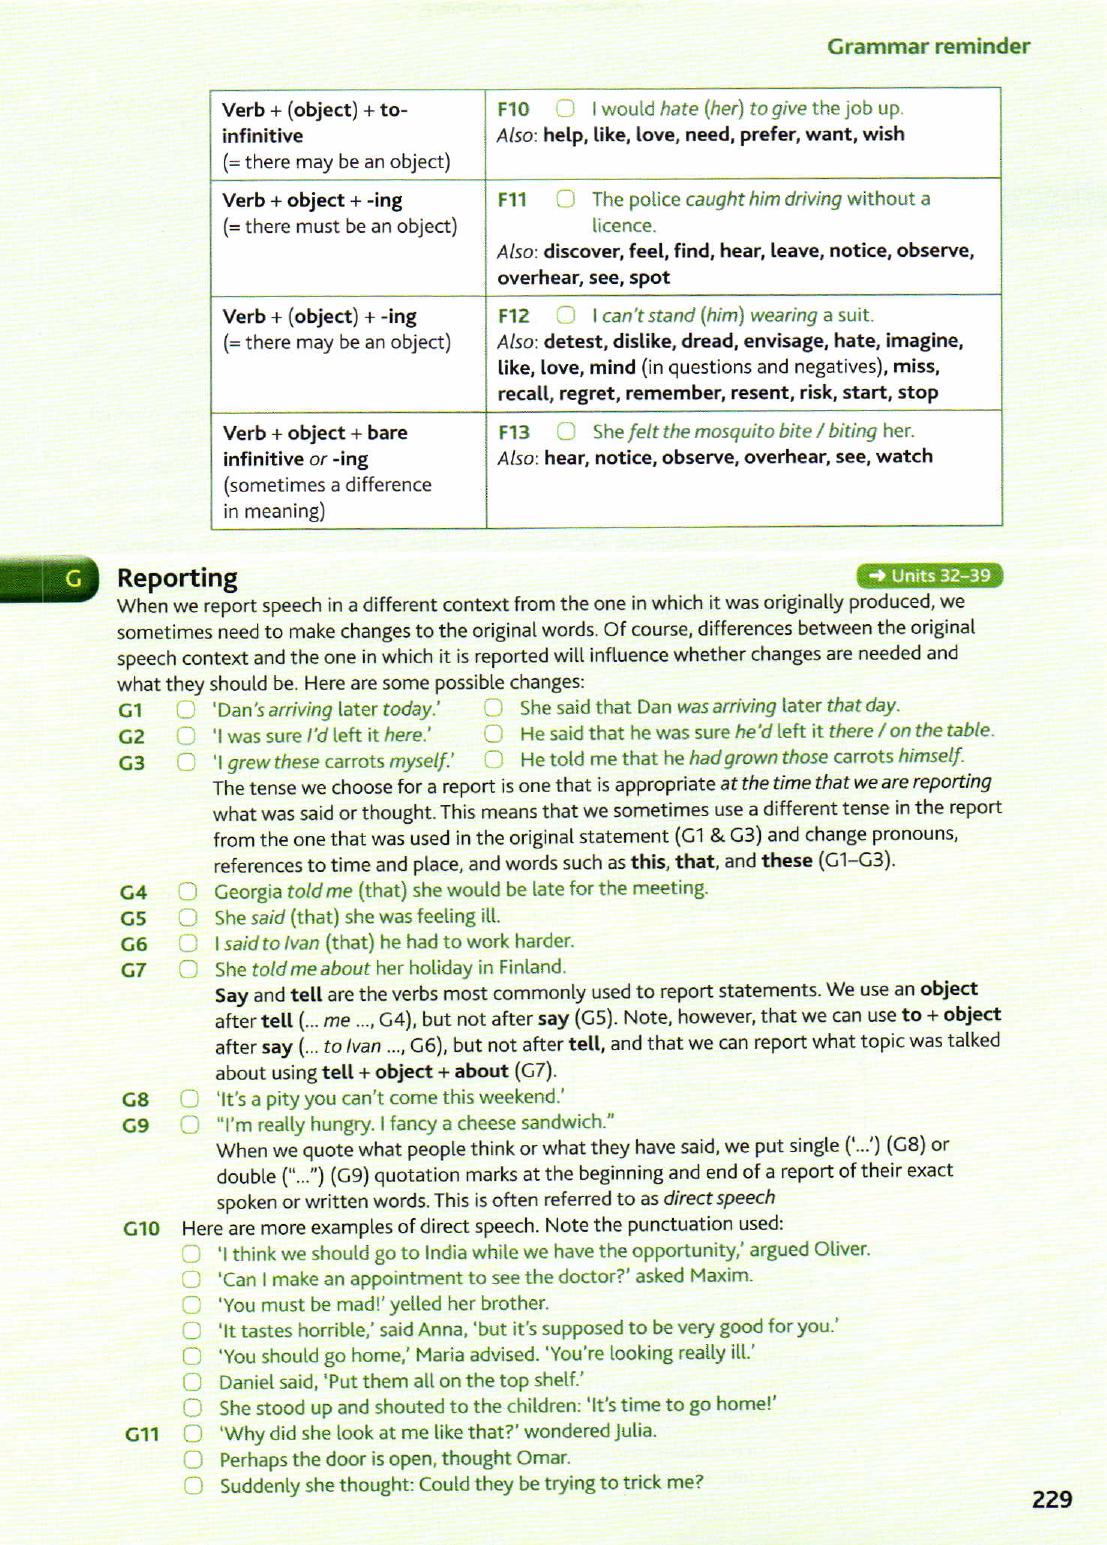 Grammar reminder
Verb + (object) + to-
infinitive
(= there may be an object)
F10 I would hate (her) to give the job up.
Also: help, like, love, need, prefer, want, wish
Verb + object + -ing
(= there must be an object)
F11 The police caught him driving without a
licence.
Also: discover, feel, find, hear, leave, notice, observe,
overhear, see, spot
Verb + (object) + -ing
(= there may be an object)
F12 I can't stand (him) wearing a suit.
Also: detest, dislike, dread, envisage, hate, imagine,
like, love, mind (in questions and negatives), miss,
recall, regret, remember, resent, risk, start, stop
Verb + object + bare
infinitive or -ing
(sometimes a difference
in meaning)
F13 She felt the mosquito bite / biting her.
Also: hear, notice, observe, overhear, see, watch
G Reporting → Units 32–39
When we report speech in a different context from the one in which it was originally produced, we
sometimes need to make changes to the original words. Of course, differences between the original
speech context and the one in which it is reported will influence whether changes are needed and
what they should be. Here are some possible changes:
G1 'Dan's arriving later today.' She said that Dan was arriving later that day.
G2 'I was sure I'd left it here.' He said that he was sure he'd left it there / on the table.
G3 'I grew these carrots myself.' He told me that he had grown those carrots himself.
The tense we choose for a report is one that is appropriate at the time that we are reporting
what was said or thought. This means that we sometimes use a different tense in the report
from the one that was used in the original statement (G1 & G3) and change pronouns,
references to time and place, and words such as this, that, and these (G1–G3).
G4 Georgia told me (that) she would be late for the meeting.
G5 She said (that) she was feeling ill.
G6 I said to Ivan (that) he had to work harder.
G7 She told me about her holiday in Finland.
Say and tell are the verbs most commonly used to report statements. We use an object
after tell (... me ..., G4), but not after say (G5). Note, however, that we can use to + object
after say (... to Ivan ..., G6), but not after tell, and that we can report what topic was talked
about using tell + object + about (G7).
G8 'It's a pity you can't come this weekend.'
G9 "I'm really hungry. I fancy a cheese sandwich."
When we quote what people think or what they have said, we put single ('...') (G8) or
double ("...") (G9) quotation marks at the beginning and end of a report of their exact
spoken or written words. This is often referred to as direct speech
G10 Here are more examples of direct speech. Note the punctuation used:
'I think we should go to India while we have the opportunity,' argued Oliver.
'Can I make an appointment to see the doctor?' asked Maxim.
'You must be mad!' yelled her brother.
'It tastes horrible,' said Anna, 'but it's supposed to be very good for you.'
'You should go home,' Maria advised. 'You're looking really ill.'
Daniel said, 'Put them all on the top shelf.'
She stood up and shouted to the children: 'It's time to go home!'
G11 'Why did she look at me like that?' wondered Julia.
Perhaps the door is open, thought Omar.
Suddenly she thought: Could they be trying to trick me?
229